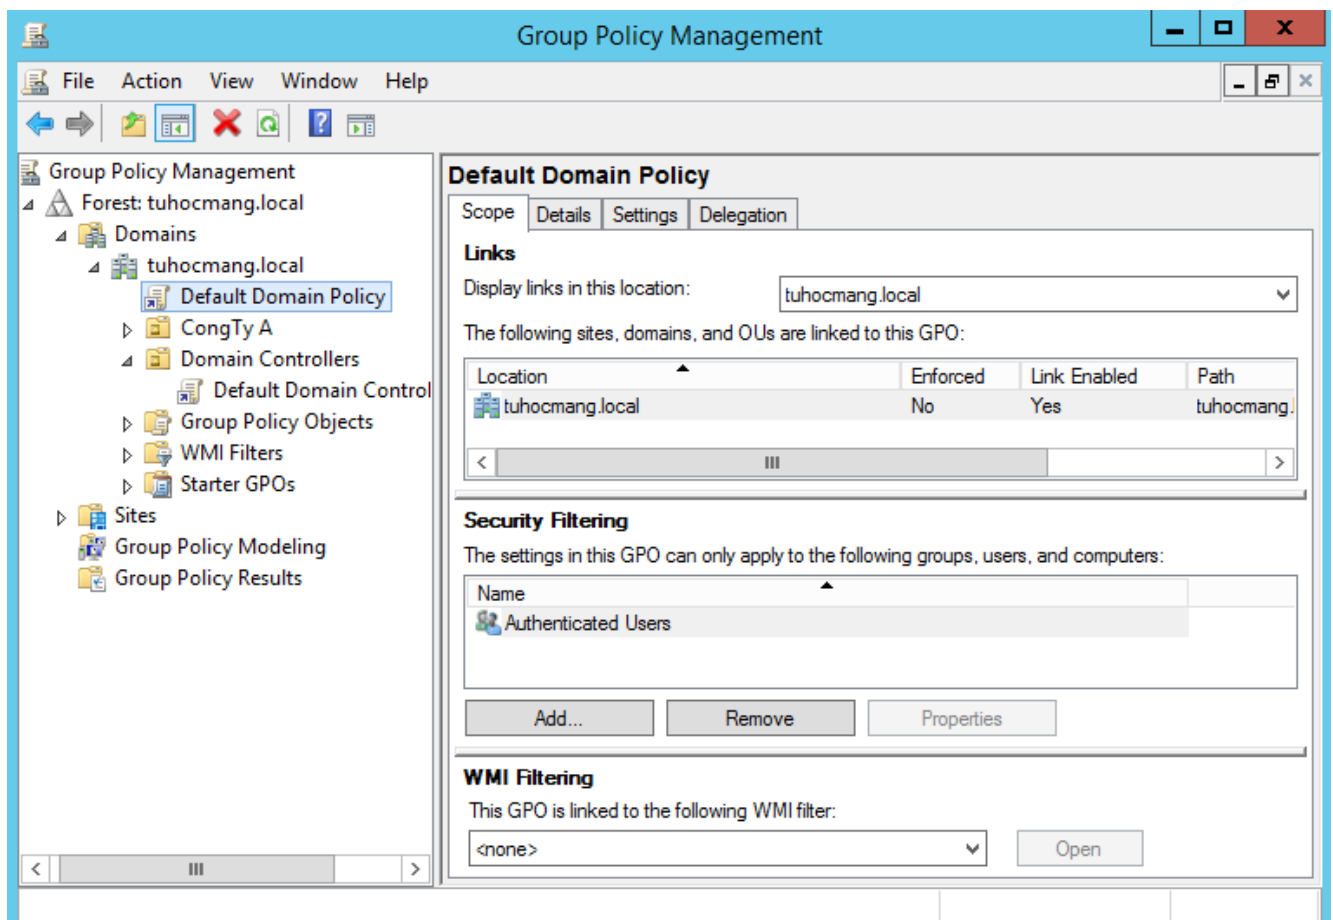 Group Policy Management
File Action View Window Help
Group Policy Management
Forest: tuhocmang.local
Domains
tuhocmang.local
Default Domain Policy
CongTy A
Domain Controllers
Default Domain Control
Group Policy Objects
WMI Filters
Starter GPOs
Sites
Group Policy Modeling
Group Policy Results
Default Domain Policy
Scope Details Settings Delegation
Links
Display links in this location: tuhocmang.local
The following sites, domains, and OUs are linked to this GPO:
Location Enforced Link Enabled Path
tuhocmang.local No Yes tuhocmang.l
Security Filtering
The settings in this GPO can only apply to the following groups, users, and computers:
Name
Authenticated Users
Add... Remove Properties
WMI Filtering
This GPO is linked to the following WMI filter:
<none> Open